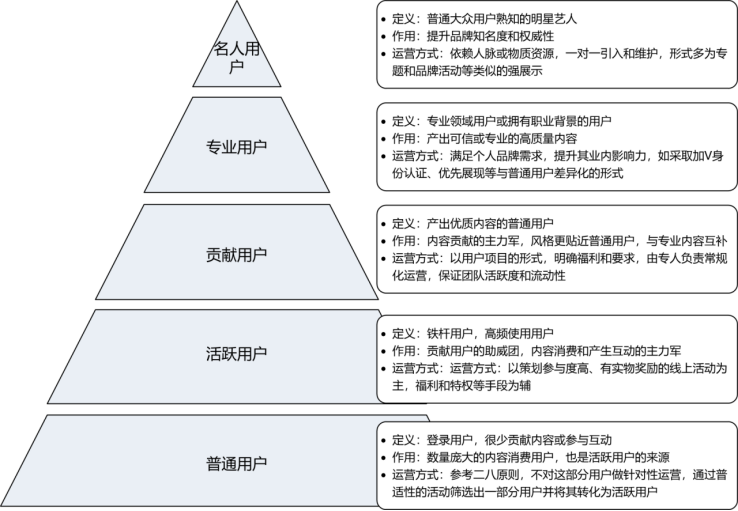 名人用
户
• 定义：普通大众用户熟知的明星艺人
• 作用：提升品牌知名度和权威性
• 运营方式：依赖人脉或物质资源，一对一引入和维护，形式多为专
题和品牌活动等类似的强展示
专业用户
• 定义：专业领域用户或拥有职业背景的用户
• 作用：产出可信或专业的高质量内容
• 运营方式：满足个人品牌需求，提升其业内影响力，如采取加V身
份认证、优先展现等与普通用户差异化的形式
贡献用户
• 定义：产出优质内容的普通用户
• 作用：内容贡献的主力军，风格更贴近普通用户，与专业内容互补
• 运营方式：以用户项目的形式，明确福利和要求，由专人负责常规
化运营，保证团队活跃度和流动性
活跃用户
• 定义：铁杆用户，高频使用用户
• 作用：贡献用户的助威团，内容消费和产生互动的主力军
• 运营方式：运营方式：以策划参与度高、有实物奖励的线上活动为
主，福利和特权等手段为辅
普通用户
• 定义：登录用户，很少贡献内容或参与互动
• 作用：数量庞大的内容消费用户，也是活跃用户的来源
• 运营方式：参考二八原则，不对这部分用户做针对性运营，通过普
适性的活动筛选出一部分用户并将其转化为活跃用户